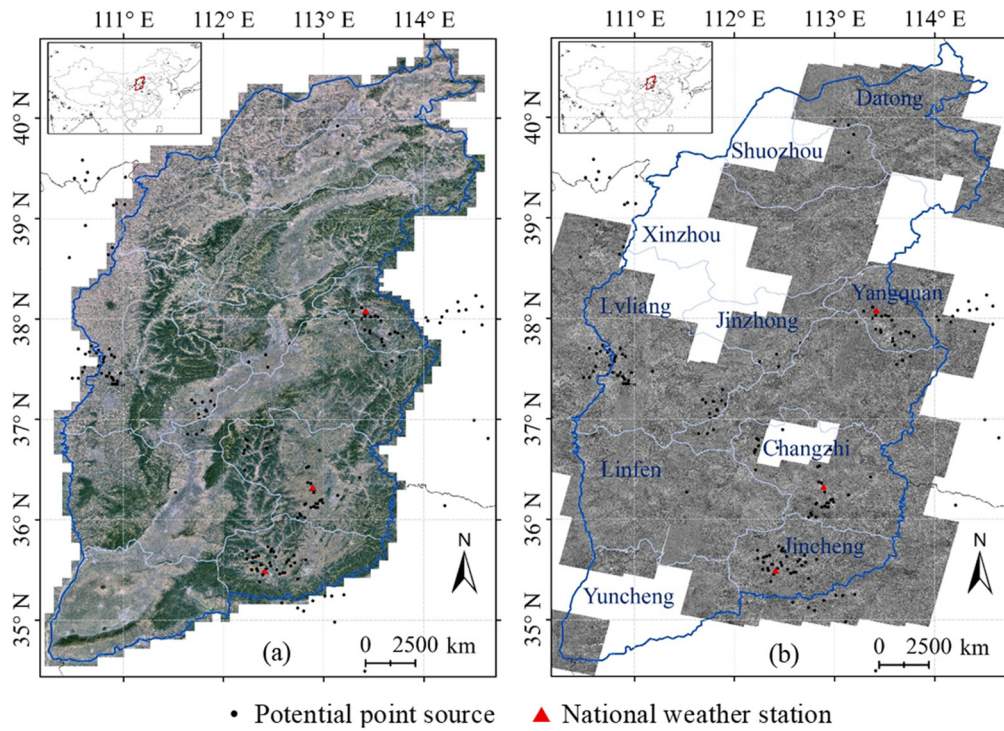 111° E 112° E 113° E 114° E 111° E 112° E 113° E 114° E
40° N
39° N
38° N
37° N
36° N
35° N
N
0 2500 km
(a)
40° N
39° N
38° N
37° N
36° N
35° N
Datong
Shuozhou
Xinzhou
Lvliang
Yangquan
Jinzhong
Changzhi
Linfen
Jincheng
Yuncheng
N
0 2500 km
(b)
Potential point source National weather station